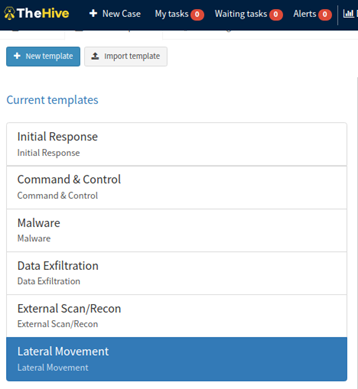 TheHive + New Case My tasks 0 Waiting tasks 0 Alerts 0
+ New template Import template
Current templates
Initial Response
Initial Response
Command & Control
Command & Control
Malware
Malware
Data Exfiltration
Data Exfiltration
External Scan/Recon
External Scan/Recon
Lateral Movement
Lateral Movement